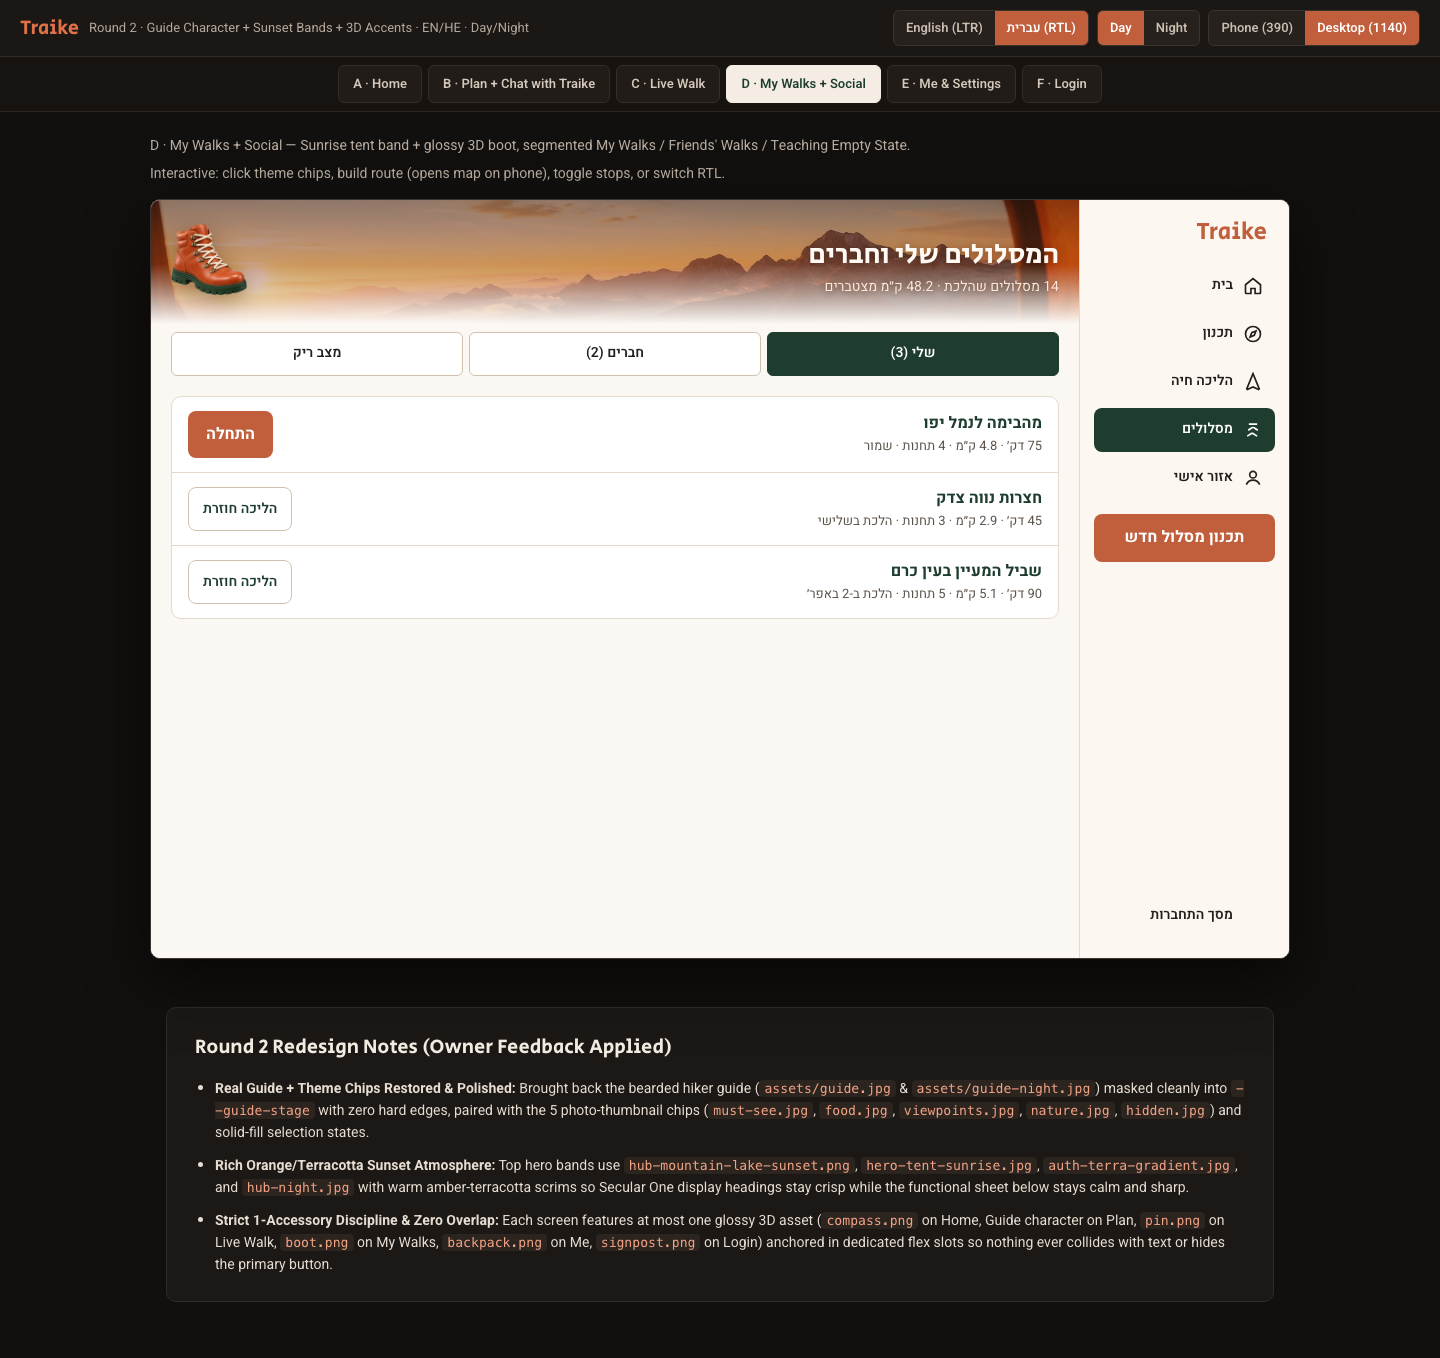 Traike Round 2 · Guide Character + Sunset Bands + 3D Accents · EN/HE · Day/Night
English (LTR) עברית (RTL) Day Night Phone (390) Desktop (1140)
A · Home B · Plan + Chat with Traike C · Live Walk D · My Walks + Social E · Me & Settings F · Login
D · My Walks + Social — Sunrise tent band + glossy 3D boot, segmented My Walks / Friends' Walks / Teaching Empty State.
Interactive: click theme chips, build route (opens map on phone), toggle stops, or switch RTL.
Traike
בית
תכנון
הליכה חיה
מסלולים
אזור אישי
תכנון מסלול חדש
מסך התחברות
המסלולים שלי וחברים
14 מסלולים שהלכת · 48.2 ק״מ מצטברים
שלי (3)
חברים (2)
מצב ריק
מהבימה לנמל יפו
75 דק׳ · 4.8 ק״מ · 4 תחנות · שמור
התחלה
חצרות נווה צדק
45 דק׳ · 2.9 ק״מ · 3 תחנות · הלכת בשלישי
הליכה חוזרת
שביל המעיין בעין כרם
90 דק׳ · 5.1 ק״מ · 5 תחנות · הלכת ב-2 באפר׳
הליכה חוזרת
Round 2 Redesign Notes (Owner Feedback Applied)
• Real Guide + Theme Chips Restored & Polished: Brought back the bearded hiker guide ( assets/guide.jpg & assets/guide-night.jpg ) masked cleanly into -
-guide-stage with zero hard edges, paired with the 5 photo-thumbnail chips ( must-see.jpg , food.jpg , viewpoints.jpg , nature.jpg , hidden.jpg ) and
solid-fill selection states.
• Rich Orange/Terracotta Sunset Atmosphere: Top hero bands use hub-mountain-lake-sunset.png , hero-tent-sunrise.jpg , auth-terra-gradient.jpg ,
and hub-night.jpg with warm amber-terracotta scrims so Secular One display headings stay crisp while the functional sheet below stays calm and sharp.
• Strict 1-Accessory Discipline & Zero Overlap: Each screen features at most one glossy 3D asset ( compass.png on Home, Guide character on Plan, pin.png on
Live Walk, boot.png on My Walks, backpack.png on Me, signpost.png on Login) anchored in dedicated flex slots so nothing ever collides with text or hides
the primary button.